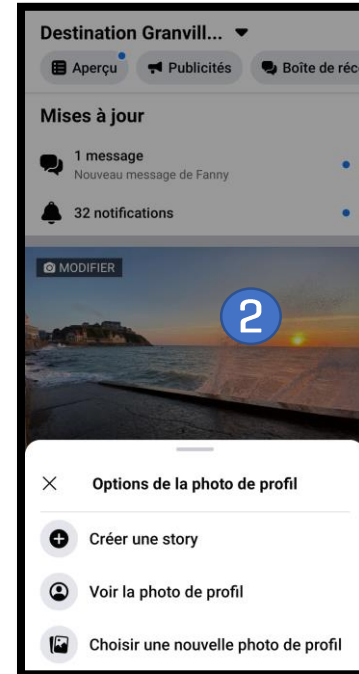 Destination Granvill...
Aperçu Publicités Boîte de réc
Mises à jour
1 message
Nouveau message de Fanny
32 notifications
MODIFIER
2
Options de la photo de profil
Créer une story
Voir la photo de profil
Choisir une nouvelle photo de profil